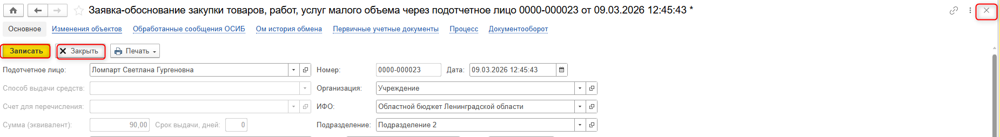 Заявка-обоснование закупки товаров, работ, услуг малого объема через подотчетное лицо 0000-000023 от 09.03.2026 12:45:43 *
Основное Изменения объектов Обработанные сообщения ОСИБ Ом история обмена Первичные учетные документы Процесс Документооборот
Записать Закрыть Печать
Подотчетное лицо: Ломпарт Светлана Гургеновна Номер: 0000-000023 Дата: 09.03.2026 12:45:43
Способ выдачи средств: Организация: Учреждение
Счет для перечисления: ИФО: Областной бюджет Ленинградской области
Сумма (эквивалент): 90,00 Срок выдачи, дней: 0 Подразделение: Подразделение 2